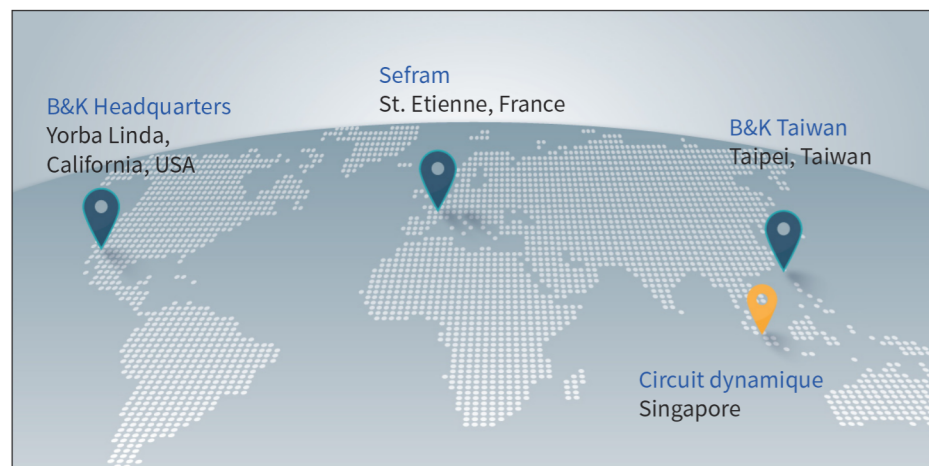 B&K Headquarters
Yorba Linda,
California, USA
Sefram
St. Etienne, France
B&K Taiwan
Taipei, Taiwan
Circuit dynamique
Singapore